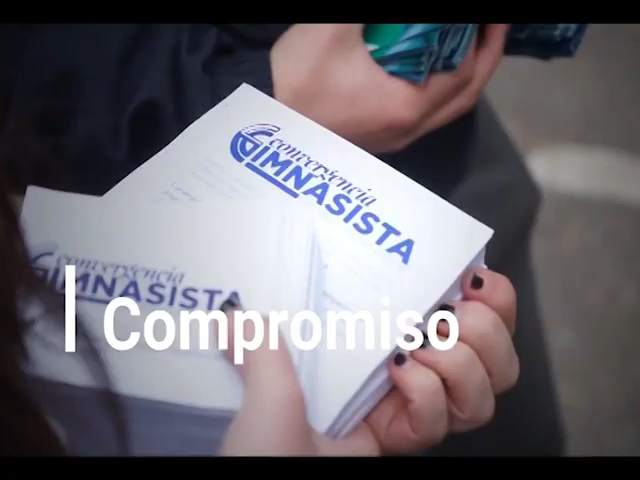 convergencia
GIMNASISTA
convergencia
GIMNASISTA
Compromiso